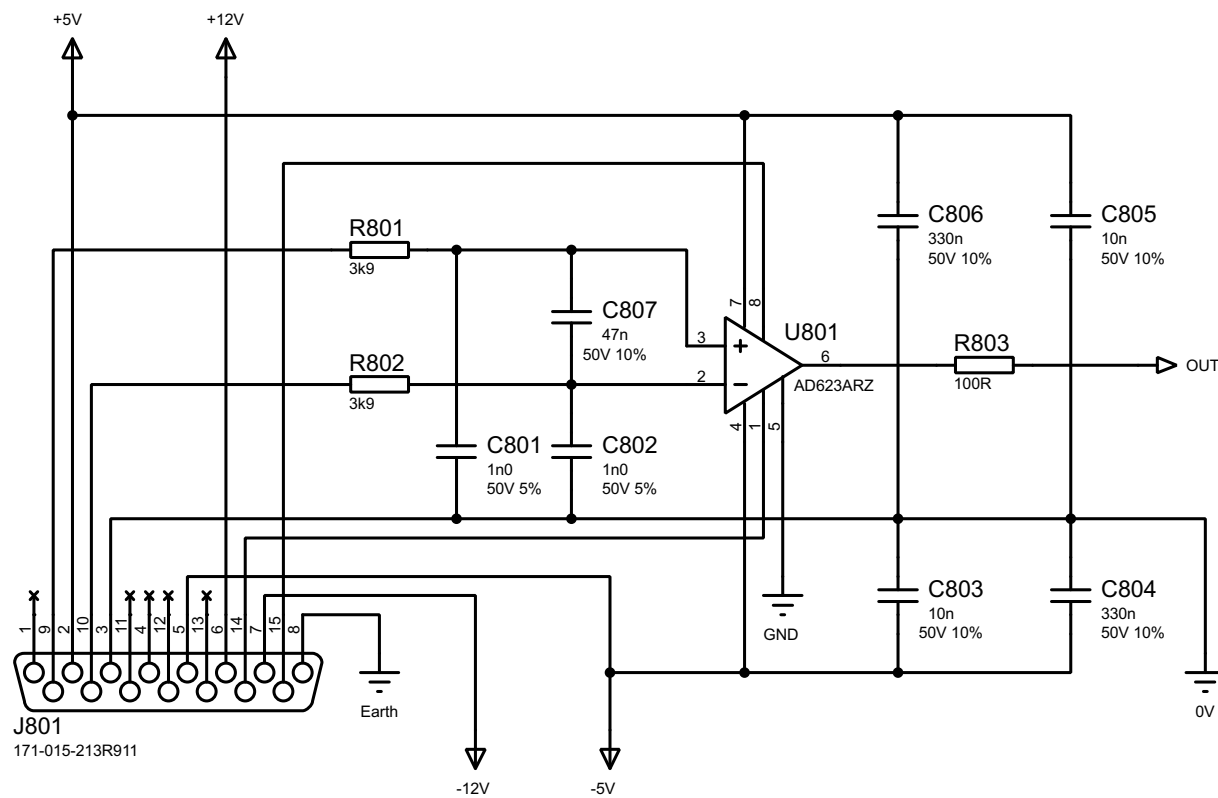 +5V
+12V
R801
3k9
C806
330n
50V 10%
C805
10n
50V 10%
C807
47n
50V 10%
7
8
U801
3
2
6
AD623ARZ
4
1
5
R803
100R
OUT
R802
3k9
C801
1n0
50V 5%
C802
1n0
50V 5%
GND
C803
10n
50V 10%
C804
330n
50V 10%
1
9
2
10
3
11
4
12
5
13
6
14
7
15
8
Earth
0V
J801
171-015-213R911
-12V
-5V